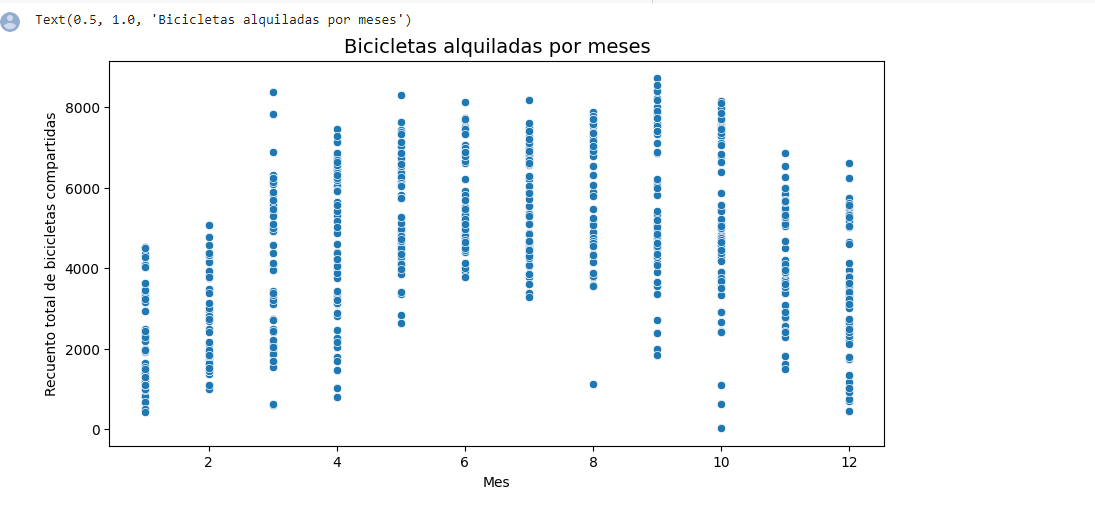 Text(0.5, 1.0, 'Bicicletas alquiladas por meses')
Bicicletas alquiladas por meses
Recuento total de bicicletas compartidas
8000
6000
4000
2000
0
2 4 6 8 10 12
Mes